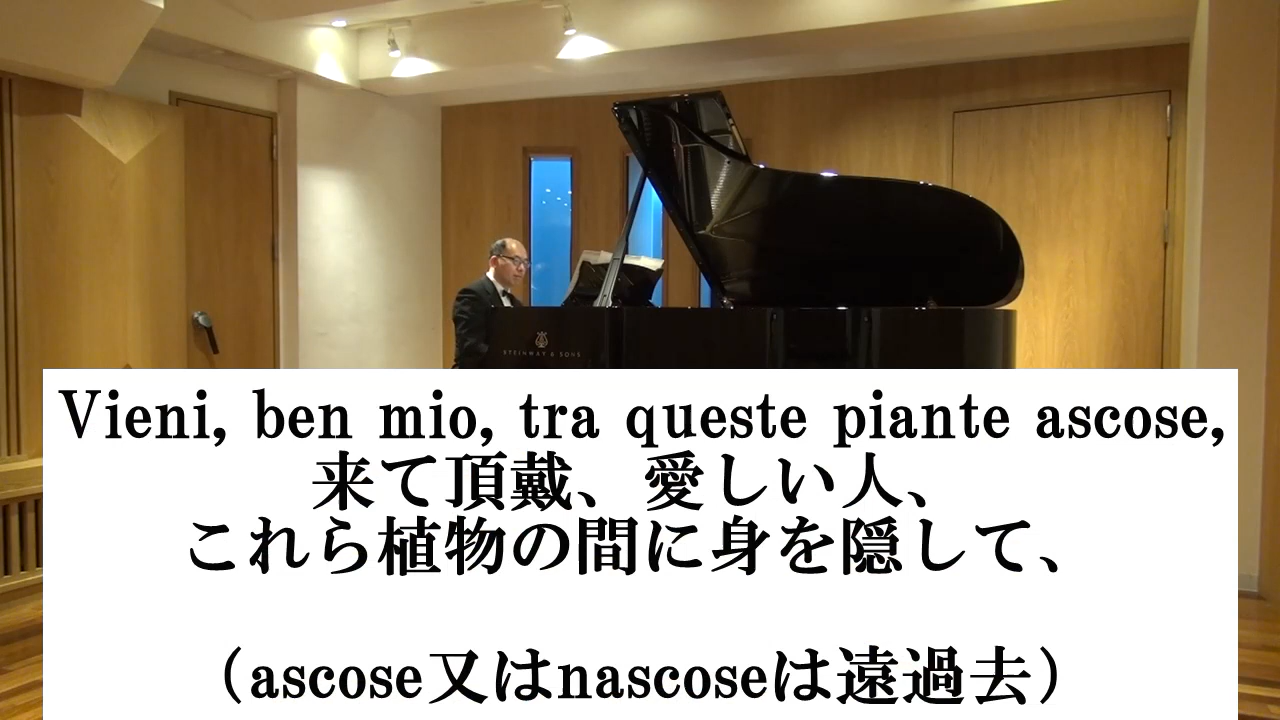 STEINWAY & SONS
Vieni, ben mio, tra queste piante ascose,
来て頂戴、愛しい人、
これら植物の間に身を隠して、
（ascose又はnascoseは遠過去）